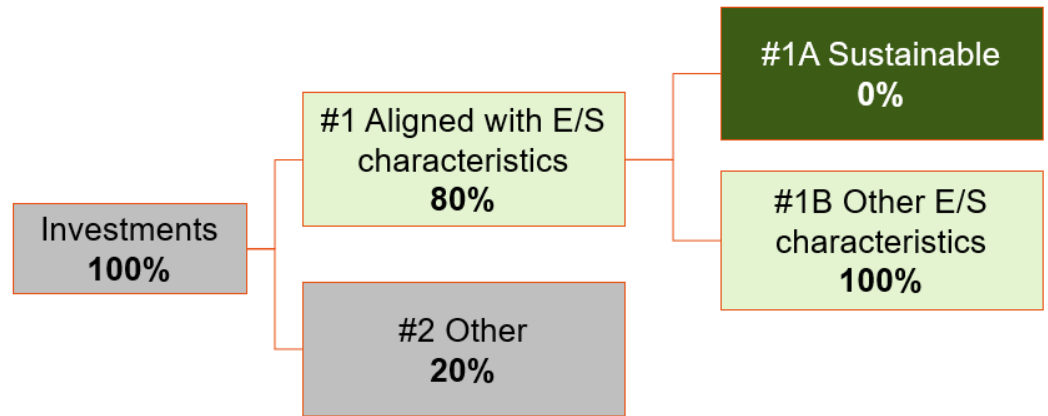 #1A Sustainable
0%
#1 Aligned with E/S
characteristics
80%
#1B Other E/S
characteristics
100%
Investments
100%
#2 Other
20%